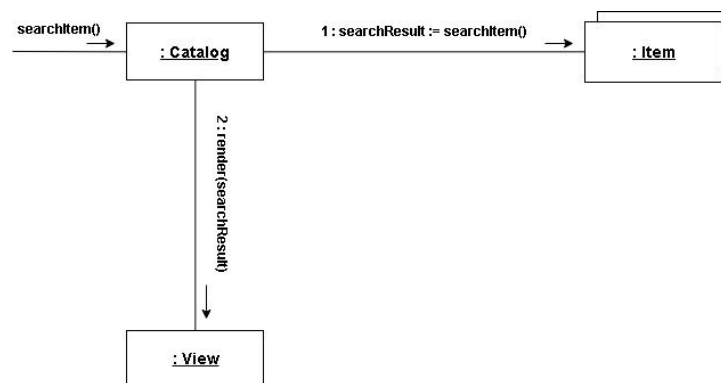 searchItem()
: Catalog
1 : searchResult := searchItem()
: Item
2 : render(searchResult)
: View